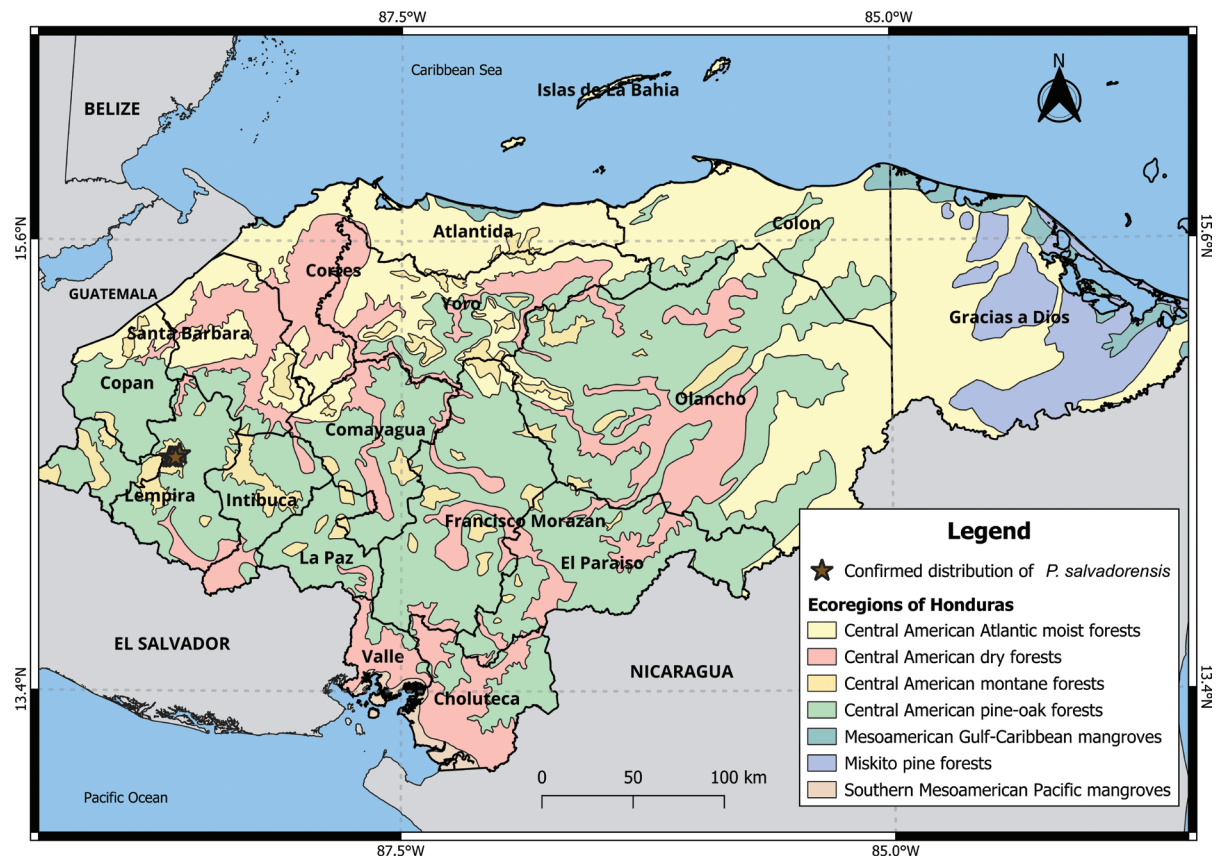 87.5°W
85.0°W
Caribbean Sea
N
Islas de La Bahia
BELIZE
15.6°N
15.6°N
Atlantida
Colon
Cortes
GUATEMALA
Yoro
Gracias a Dios
Santa Barbara
Copan
Olancho
Comayagua
Lempira
Intibuca
Francisco Morazan
La Paz
El Paraiso
EL SALVADOR
Valle
NICARAGUA
13.4°N
13.4°N
Choluteca
Pacific Ocean
0
50
100 km
Legend
Confirmed distribution of P. salvadorensis
Ecoregions of Honduras
Central American Atlantic moist forests
Central American dry forests
Central American montane forests
Central American pine-oak forests
Mesoamerican Gulf-Caribbean mangroves
Miskito pine forests
Southern Mesoamerican Pacific mangroves
87.5°W
85.0°W